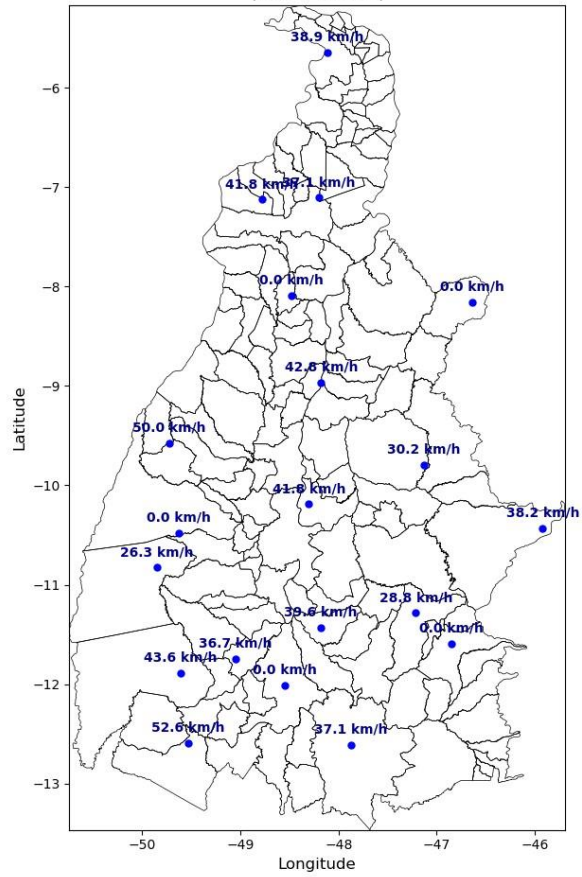 38.9 km/h
−6
41.8 km/h
37.1 km/h
−7
0.0 km/h
0.0 km/h
−8
42.8 km/h
−9
50.0 km/h
30.2 km/h
−10
41.8 km/h
38.2 km/h
0.0 km/h
26.3 km/h
−11
28.8 km/h
39.6 km/h
0.0 km/h
36.7 km/h
43.6 km/h
0.0 km/h
−12
52.6 km/h
37.1 km/h
−13
Latitude
−50
−49
−48
−47
−46
Longitude